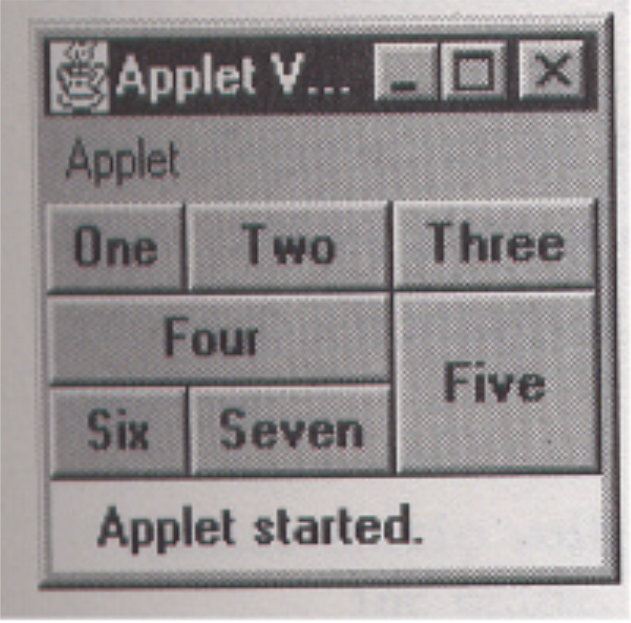 Applet V...
Applet
One Two Three
Four
Five
Six Seven
Applet started.